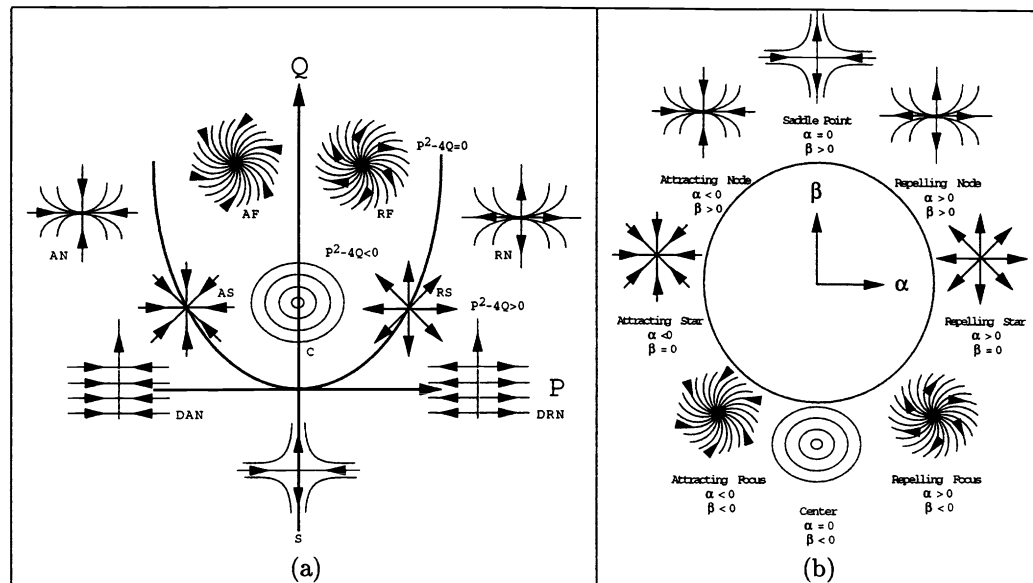 Q
P²-4Q=0
AF
RF
AN
RN
P²-4Q<0
AS
RS
P²-4Q>0
C
P
DAN
DRN
S
(a)
Saddle Point
α = 0
β > 0
Attracting Node
α < 0
β > 0
Repelling Node
α > 0
β > 0
β
α
Attracting Star
α <0
β = 0
Repelling Star
α > 0
β = 0
Attracting Focus
α < 0
β < 0
Repelling Focus
α > 0
β < 0
Center
α = 0
β < 0
(b)